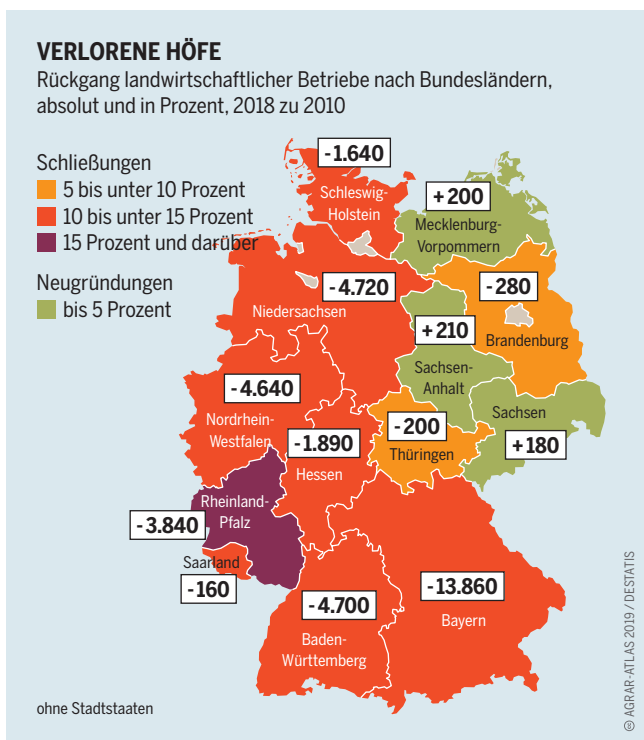 VERLORENE HÖFE
Rückgang landwirtschaftlicher Betriebe nach Bundesländern,
absolut und in Prozent, 2018 zu 2010
Schließungen
5 bis unter 10 Prozent
10 bis unter 15 Prozent
15 Prozent und darüber
Neugründungen
bis 5 Prozent
-1.640
Schleswig-
Holstein
+200
Mecklenburg-
Vorpommern
-4.720
Niedersachsen
-280
Brandenburg
+210
Sachsen-
Anhalt
-4.640
Nordrhein-
Westfalen
-1.890
Hessen
-200
Thüringen
Sachsen
+180
Rheinland-
Pfalz
-3.840
Saarland
-160
-4.700
Baden-
Württemberg
-13.860
Bayern
ohne Stadtstaaten
© AGRAR-ATLAS 2019 / DESTATIS